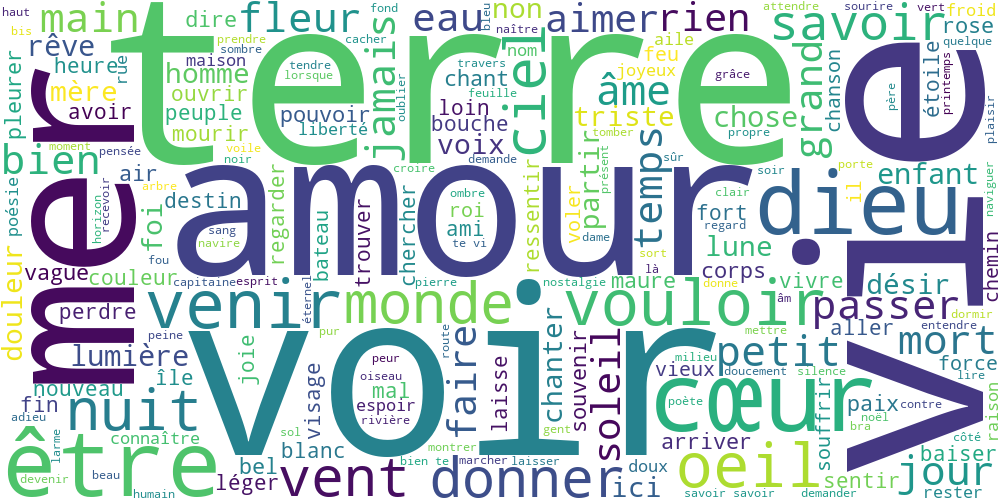 haut
main
dire
fleur
fond
eau
non
aimer
rien
attendre
sourire
vert
froid
bis
prendre
cacher
bleu
naître
savoir
rose
quelque
rêve
sombre
nom
aile
maison
tendre
travers
feu
heure
rue
homme
lorsque
chant
joyeux
grâce
pleurer
terre
jamais
ciel
grand
chanson
étoile
printemps
mère
ouvrir
oublier
feuille
âme
père
plaisir
avoir
peuple
pouvoir
loin
triste
chose
mourir
liberté
bouche
tomber
propre
moment
pensée
voile
voix
demande
sûr
bien
noir
croire
présent
soir
porte
air
arbre
partir
temps
clair
il
enfant
mer
amour
dieu
vie
poésie
horizon
recevoir
foi
destin
regarder
ombre
ressentir
voler
fort
regard
naviguer
sang
roi
ami
dame
lune
navire
trouver
chercher
te vi
sort
là
corps
chemin
vague
fou
bateau
couleur
capitaine
esprit
pierre
nostalgie
maure
donne
vivre
désir
douleur
éternel
âm
dormir
perdre
venir
monde
vouloir
passer
peine
pur
mettre
aller
entendre
lumière
joie
voir
route
faire
chanter
souvenir
soleil
petit
mort
peur
milieu
vieux
doucement
silence
force
nouveau
île
visage
oiseau
laisse
lire
mal
cœur
poète
souffrir
paix
contre
fin
nuit
espoir
rivière
noël
raison
adieu
sol
gent
bra
connaître
montrer
arriver
côté
larme
blanc
baiser
être
bel
bien te
marcher
laisser
doux
oeil
jour
devenir
beau
léger
vent
donner
ici
sentir
humain
savoir savoir
demander
rester